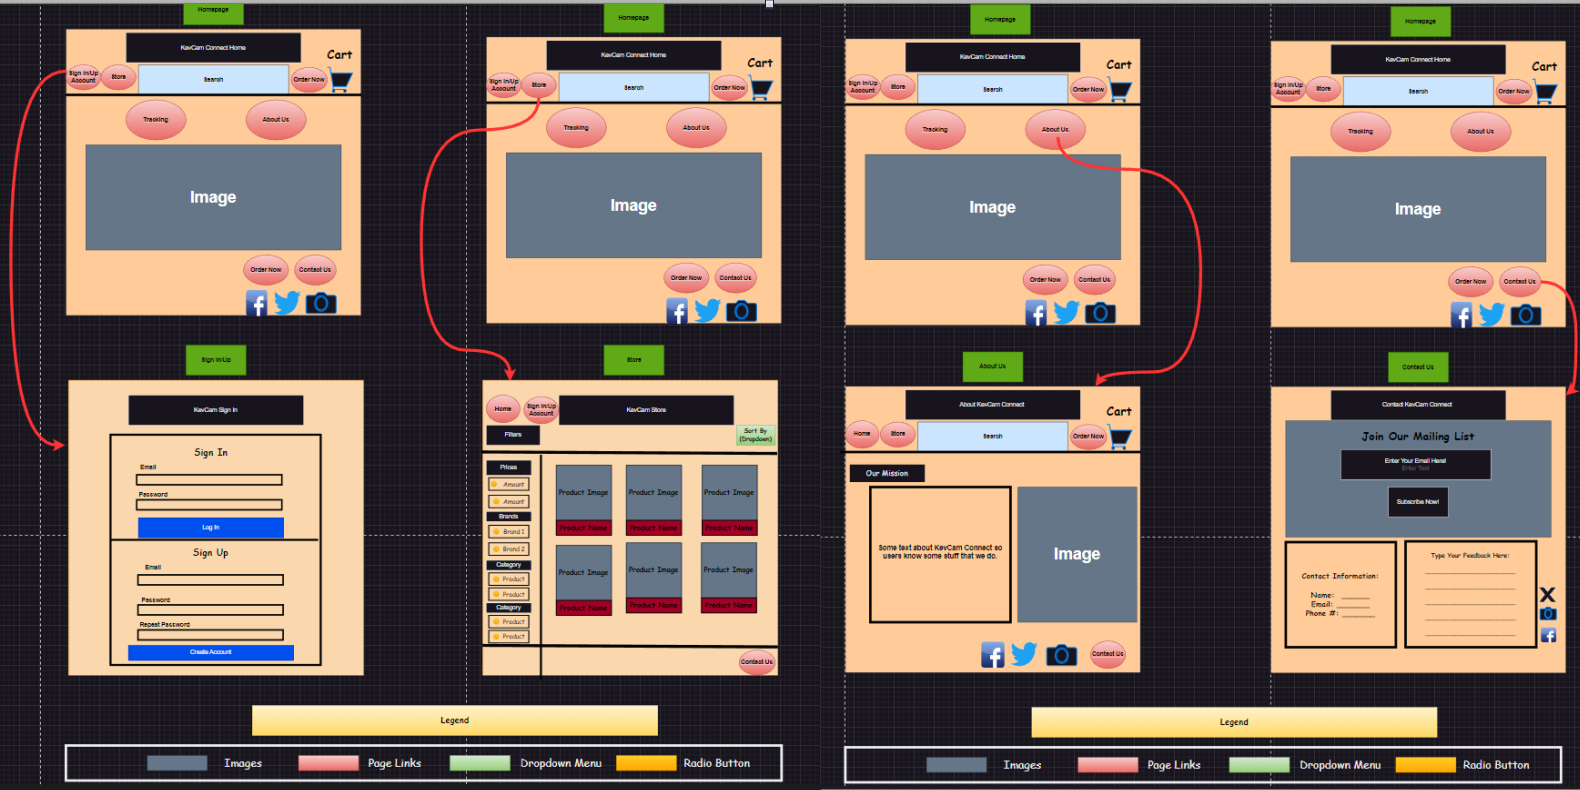 Homepage
KevCam Connect Home
Cart
Sign In/Up
Account
Store
Search
Order Now
Tracking
About Us
Image
Order Now
Contact Us
Homepage
KevCam Connect Home
Cart
Sign In/Up
Account
Store
Search
Order Now
Tracking
About Us
Image
Order Now
Contact Us
Homepage
KevCam Connect Home
Cart
Sign In/Up
Account
Store
Search
Order Now
Tracking
About Us
Image
Order Now
Contact Us
Homepage
KevCam Connect Home
Cart
Sign In/Up
Account
Store
Search
Order Now
Tracking
About Us
Image
Order Now
Contact Us
Sign In/Up
KevCam Sign In
Sign In
Email
Password
Log In
Sign Up
Email
Password
Repeat Password
Create Account
Store
Home
Sign In/Up
Account
KevCam Store
Filters
Sort By
(Dropdown)
Prices
Amount
Amount
Brands
Brand 1
Brand 2
Category
Product
Product
Category
Product
Product
Product Image
Product Image
Product Image
Product Name
Product Name
Product Name
Product Image
Product Image
Product Image
Product Name
Product Name
Product Name
Contact Us
About Us
About KevCam Connect
Cart
Home
Store
Search
Order Now
Our Mission
Some text about KevCam Connect so
users know some stuff that we do.
Image
Contact Us
Contact Us
Contact KevCam Connect
Join Our Mailing List
Enter Your Email Here!
Enter Text
Subscribe Now!
Contact Information:
Name: ______
Email: ______
Phone #: ______
Type Your Feedback Here:
Legend
Images
Page Links
Dropdown Menu
Radio Button
Legend
Images
Page Links
Dropdown Menu
Radio Button